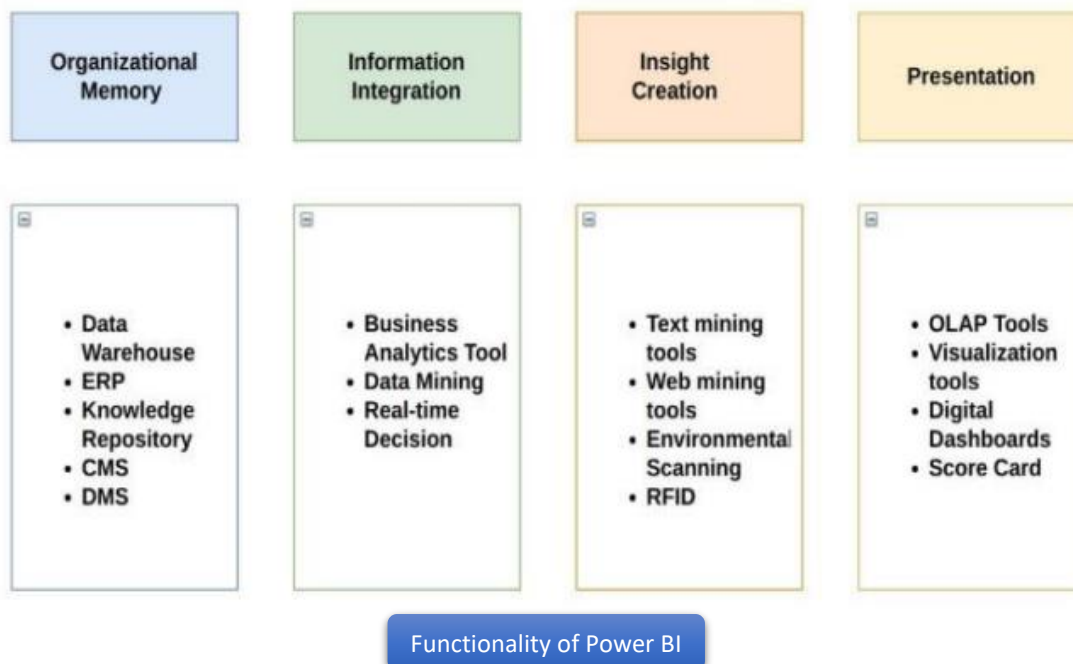 Organizational
Memory
Information
Integration
Insight
Creation
Presentation
• Data
Warehouse
• ERP
• Knowledge
Repository
• CMS
• DMS
• Business
Analytics Tool
• Data Mining
• Real-time
Decision
• Text mining
tools
• Web mining
tools
• Environmental
Scanning
• RFID
• OLAP Tools
• Visualization
tools
• Digital
Dashboards
• Score Card
Functionality of Power BI